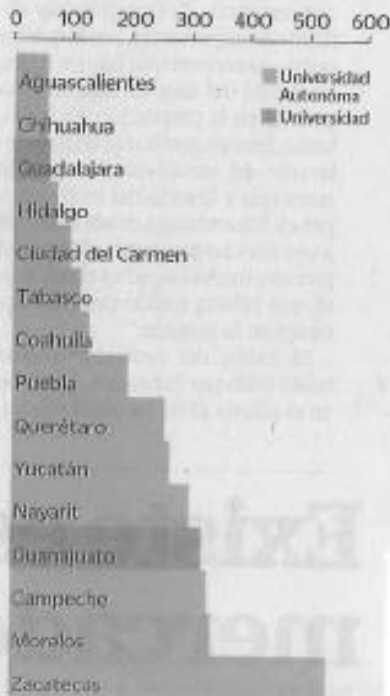 0 100 200 300 400 500 600
Universidad
Autonóma
Universidad
Aguascalientes
Chihuahua
Guadalajara
Hidalgo
Ciudad del Carmen
Tabasco
Coahulla
Puebla
Querétaro
Yucatán
Nayarit
Guanajuato
Campeche
Morelos
Zacatecas